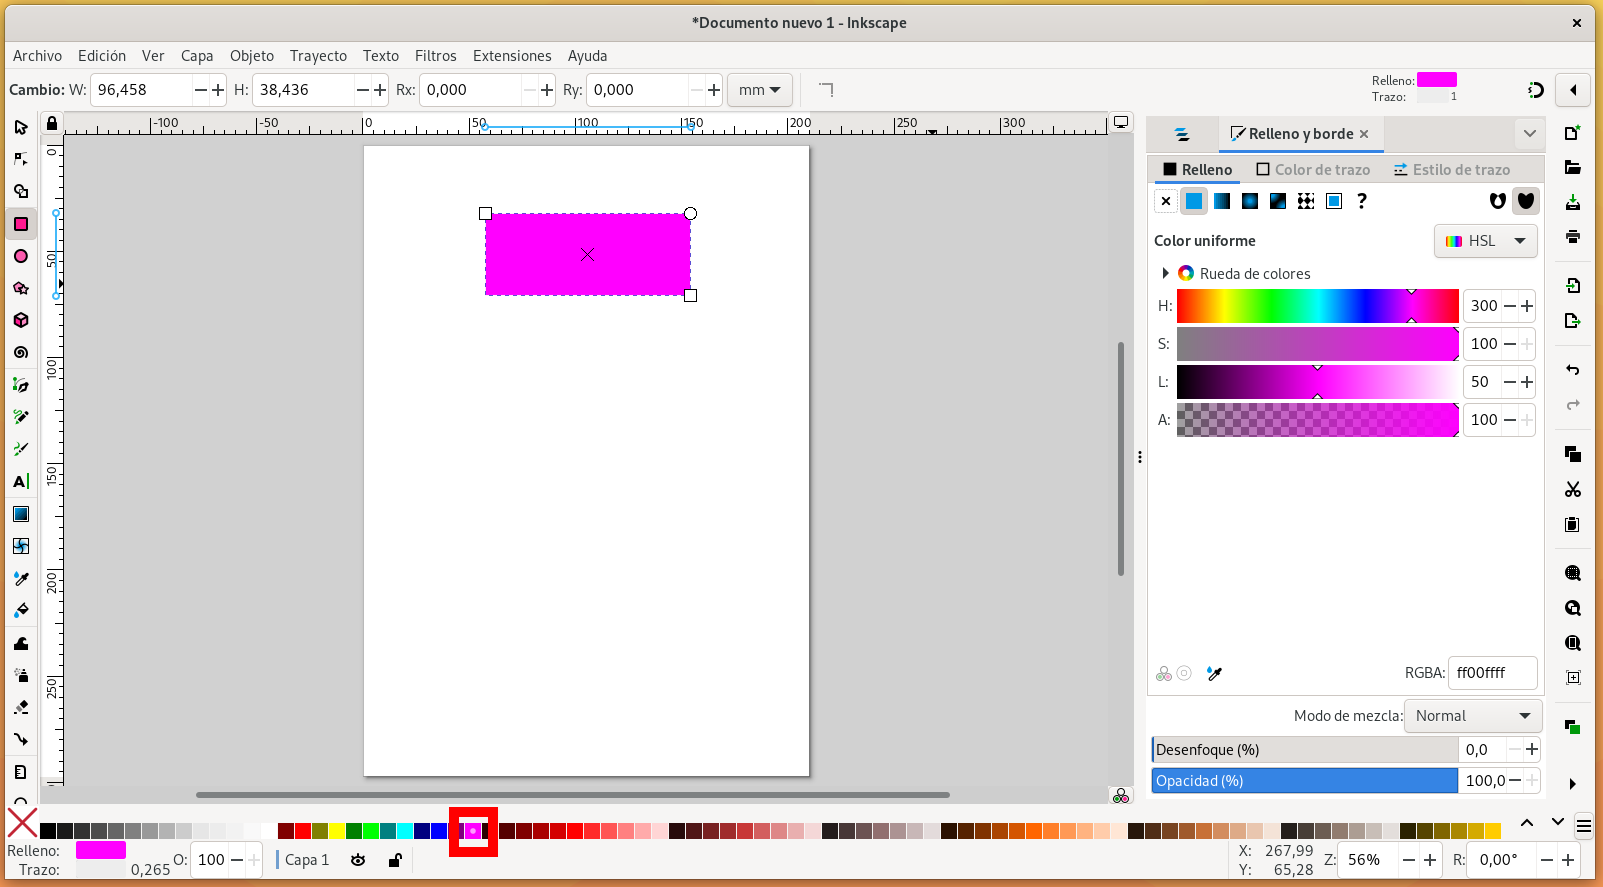 *Documento nuevo 1 - Inkscape
Archivo Edición Ver Capa Objeto Trayecto Texto Filtros Extensiones Ayuda
Cambio: W: 96,458 H: 38,436 Rx: 0,000 Ry: 0,000 mm
Relleno:
Trazo: 1
-100 -50 0 50 100 150 200 250 300
0
50
100
150
200
250
Relleno y borde
Relleno Color de trazo Estilo de trazo
?
Color uniforme HSL
Rueda de colores
H: 300
S: 100
L: 50
A: 100
RGBA: ff00ffff
Modo de mezcla: Normal
Desenfoque (%) 0,0
Opacidad (%) 100,0
Relleno:
Trazo: 0,265
O: 100 Capa 1
X: 267,99
Y: 65,28
Z: 56% R: 0,00°